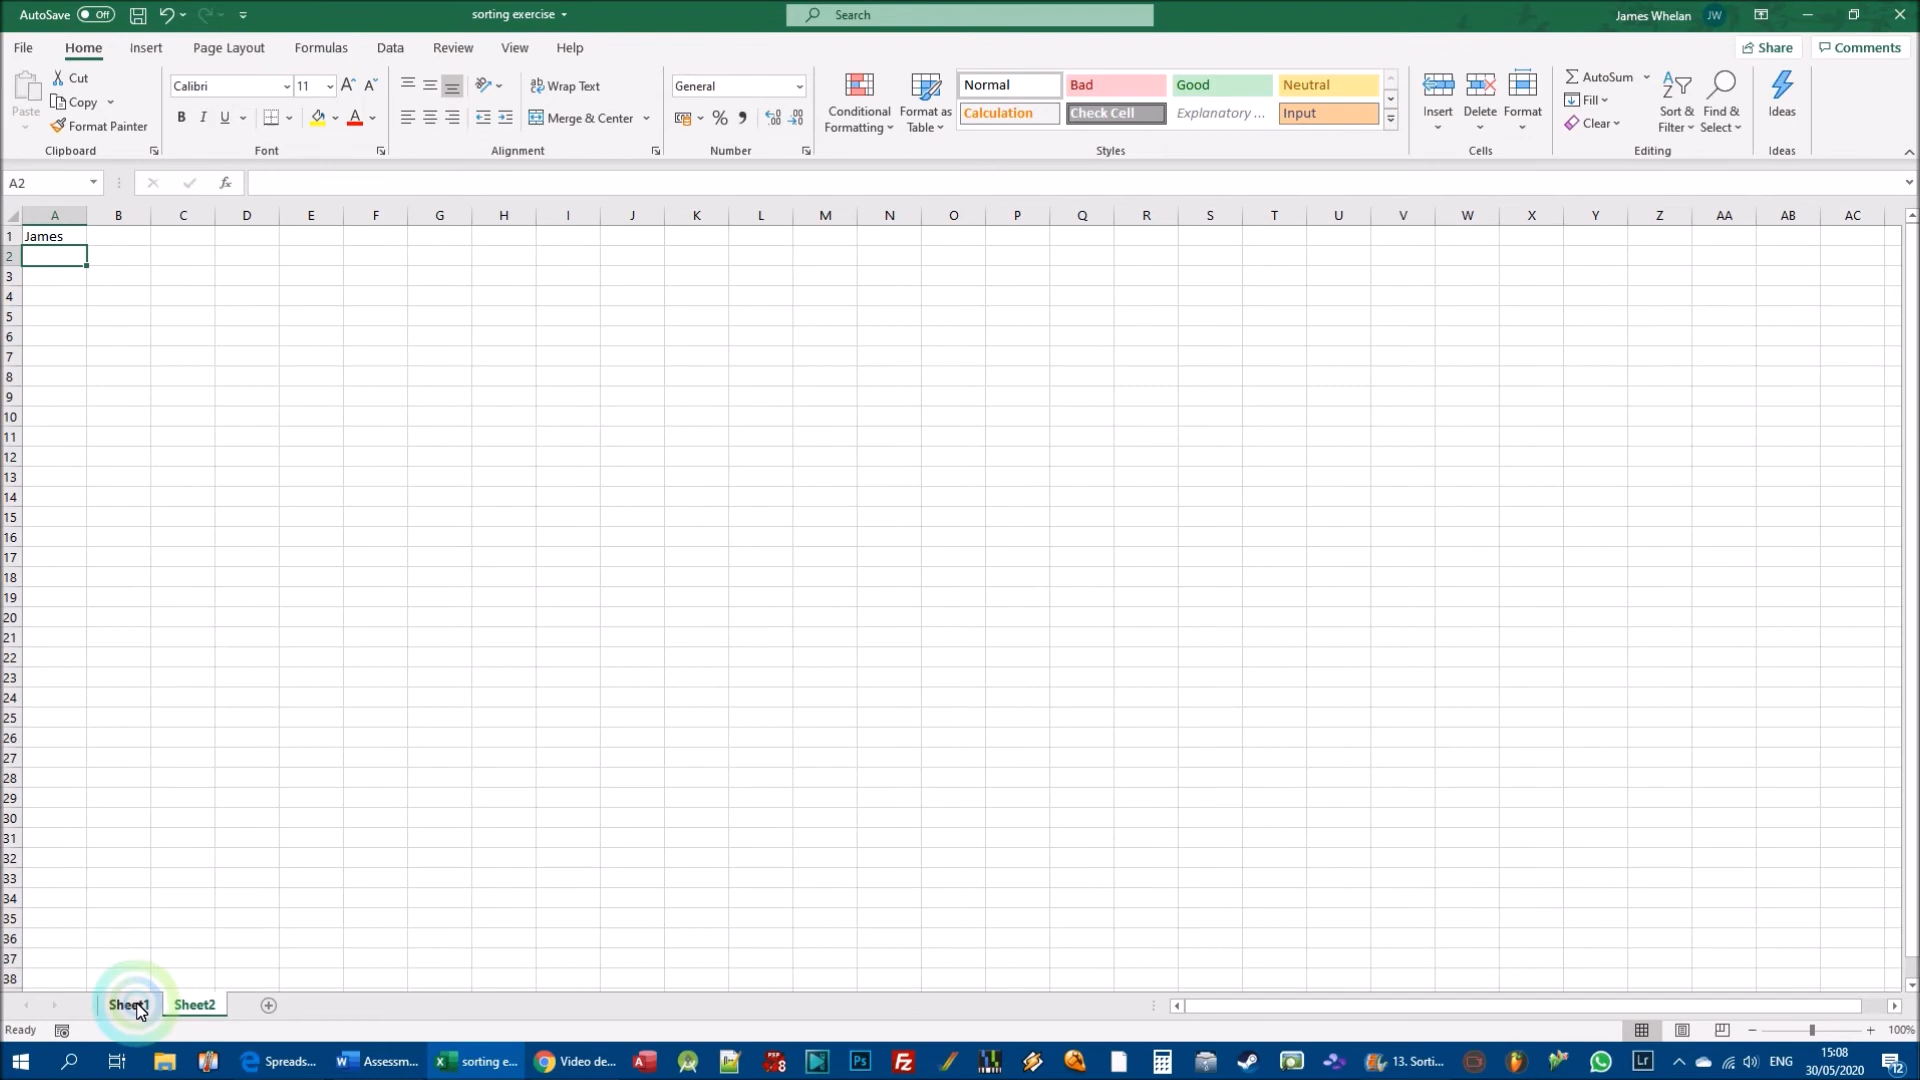 AutoSave Off
sorting exercise
Search
James Whelan JW
File Home Insert Page Layout Formulas Data Review View Help
Share Comments
Paste
Cut
Copy
Format Painter
Clipboard
Calibri 11
B I U
Font
Wrap Text
Merge & Center
Alignment
General
Number
Conditional Formatting
Format as Table
Normal Bad Good Neutral
Calculation Check Cell Explanatory ... Input
Styles
Insert Delete Format
Cells
AutoSum
Fill
Clear
Sort & Filter
Find & Select
Editing
Ideas
Ideas
A2 fx
A B C D E F G H I J K L M N O P Q R S T U V W X Y Z AA AB AC
1 James
2
3
4
5
6
7
8
9
10
11
12
13
14
15
16
17
18
19
20
21
22
23
24
25
26
27
28
29
30
31
32
33
34
35
36
37
38
Sheet1 Sheet2
Ready
100%
Spreads... Assessm... sorting e... Video de... 13. Sorti... ENG 15:08
30/05/2020 12